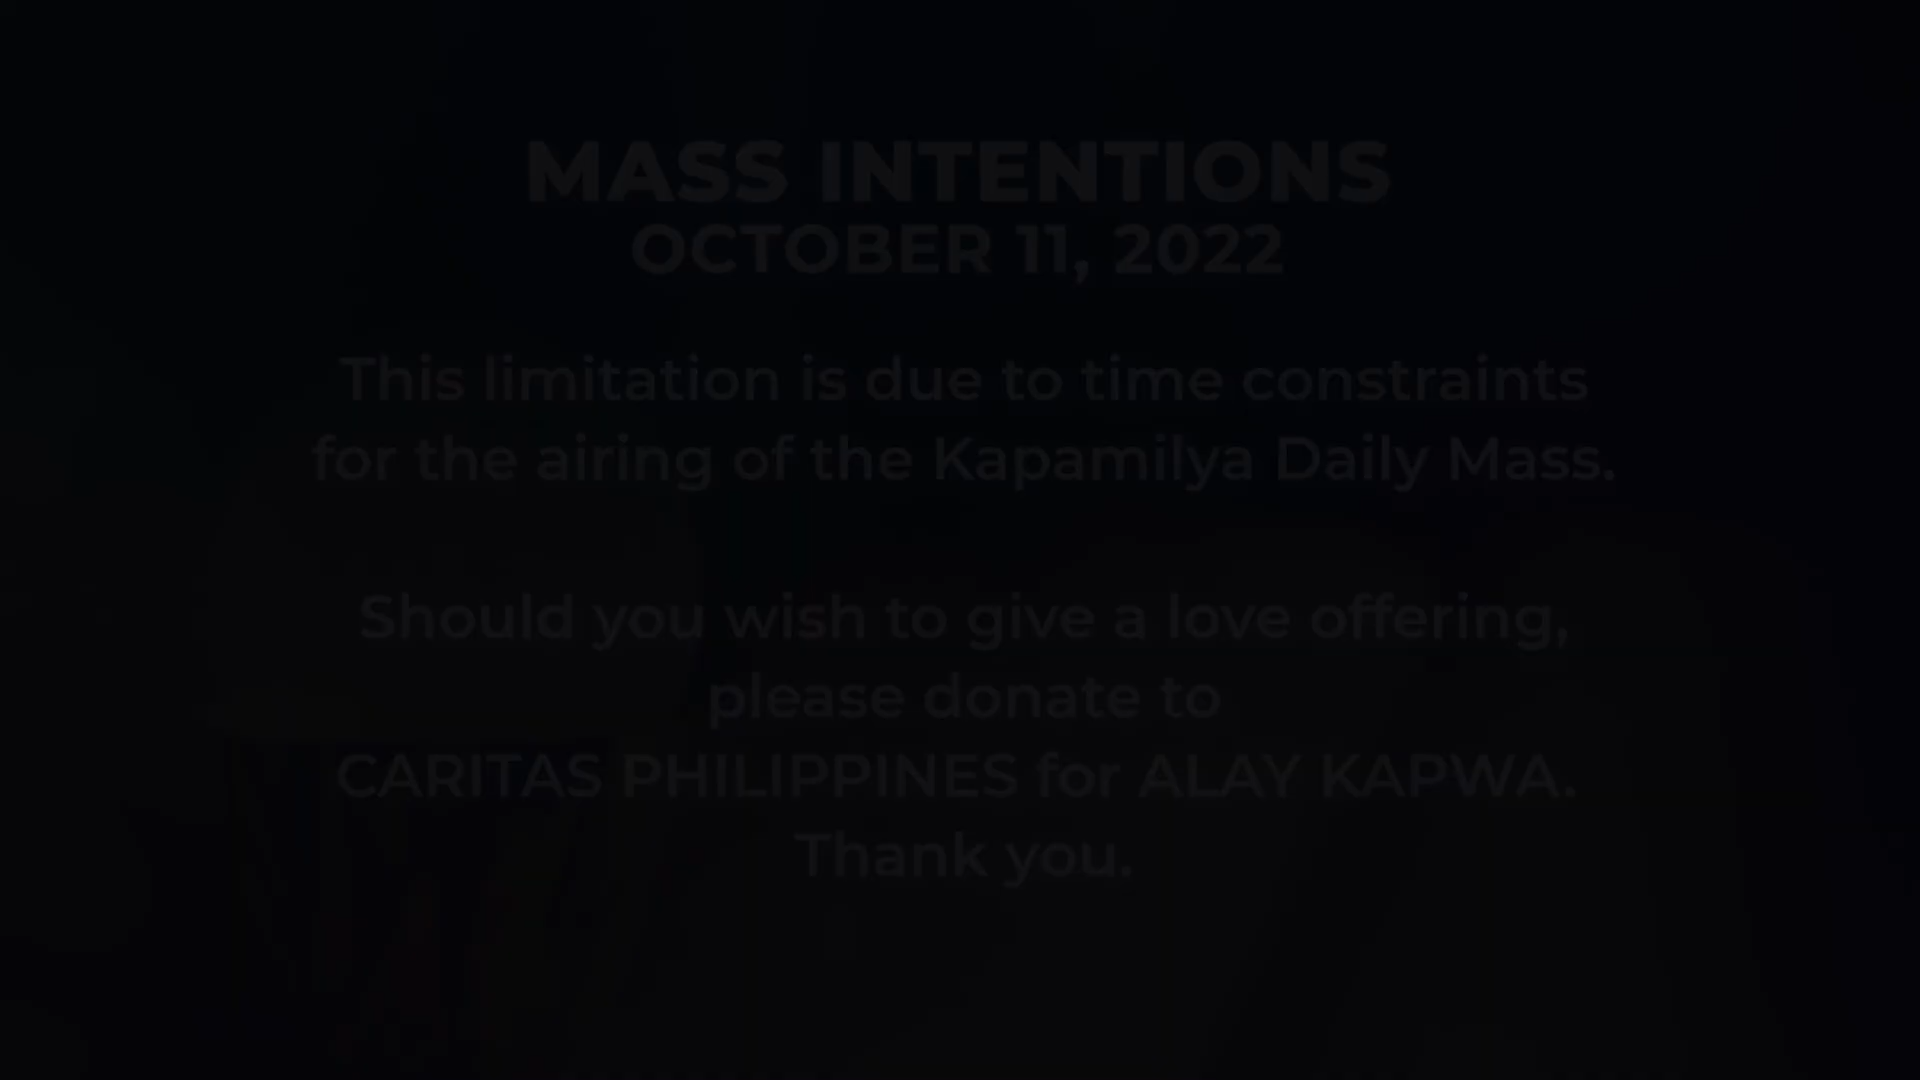 MASS INTENTIONS
OCTOBER 11, 2022
This limitation is due to time constraints
for the airing of the Kapamilya Daily Mass.
Should you wish to give a love offering,
please donate to
CARITAS PHILIPPINES for ALAY KAPWA.
Thank you.